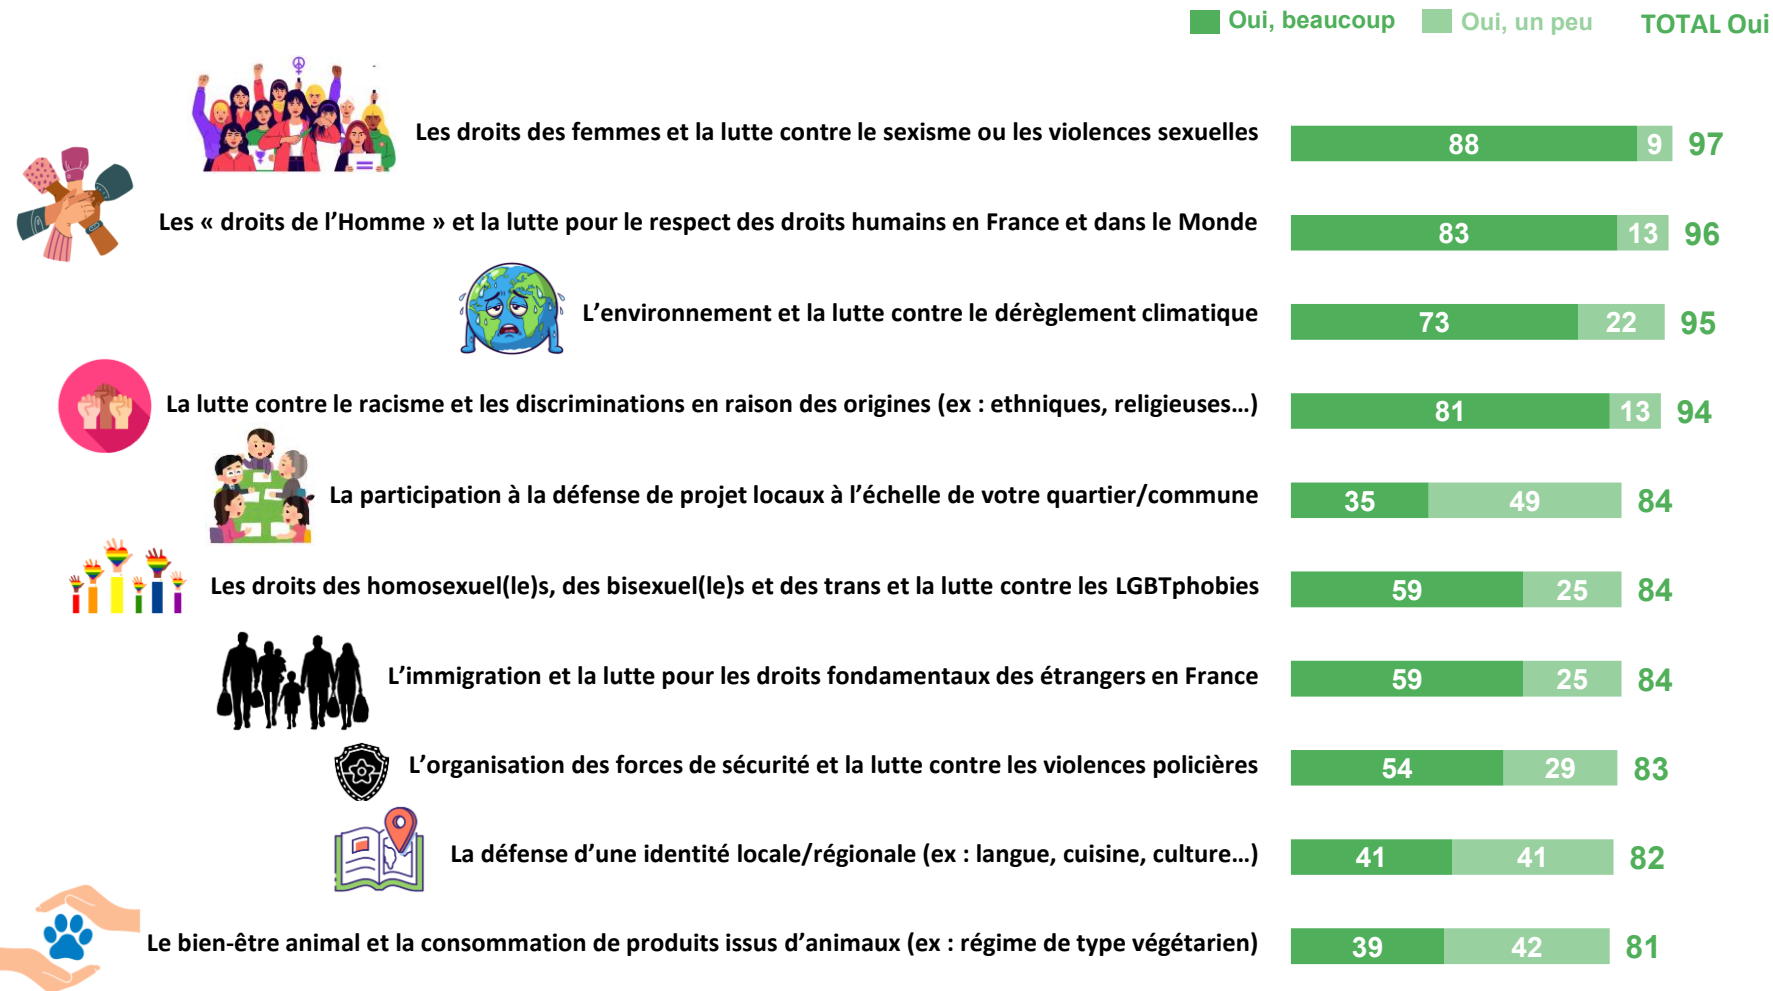 Oui, beaucoup Oui, un peu TOTAL Oui
Les droits des femmes et la lutte contre le sexisme ou les violences sexuelles 88 9 97
Les « droits de l’Homme » et la lutte pour le respect des droits humains en France et dans le Monde 83 13 96
L’environnement et la lutte contre le dérèglement climatique 73 22 95
La lutte contre le racisme et les discriminations en raison des origines (ex : ethniques, religieuses…) 81 13 94
La participation à la défense de projet locaux à l’échelle de votre quartier/commune 35 49 84
Les droits des homosexuel(le)s, des bisexuel(le)s et des trans et la lutte contre les LGBTphobies 59 25 84
L’immigration et la lutte pour les droits fondamentaux des étrangers en France 59 25 84
L’organisation des forces de sécurité et la lutte contre les violences policières 54 29 83
La défense d’une identité locale/régionale (ex : langue, cuisine, culture…) 41 41 82
Le bien-être animal et la consommation de produits issus d’animaux (ex : régime de type végétarien) 39 42 81